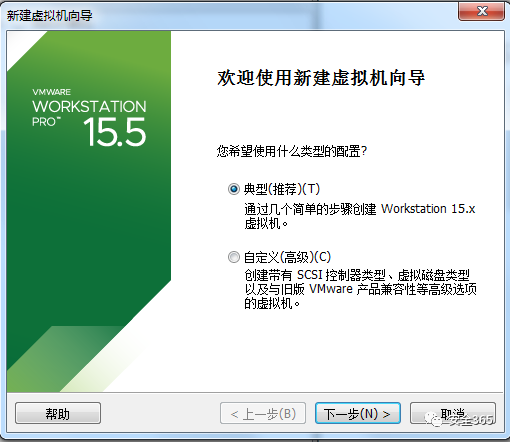 新建虚拟机向导
VMWARE
WORKSTATION
PRO™
15.5
欢迎使用新建虚拟机向导
您希望使用什么类型的配置?
典型(推荐)(T)
通过几个简单的步骤创建 Workstation 15.x
虚拟机。
自定义(高级)(C)
创建带有 SCSI 控制器类型、虚拟磁盘类型
以及与旧版 VMware 产品兼容性等高级选项
的虚拟机。
帮助
< 上一步(B)
下一步(N) >
取消
安全365